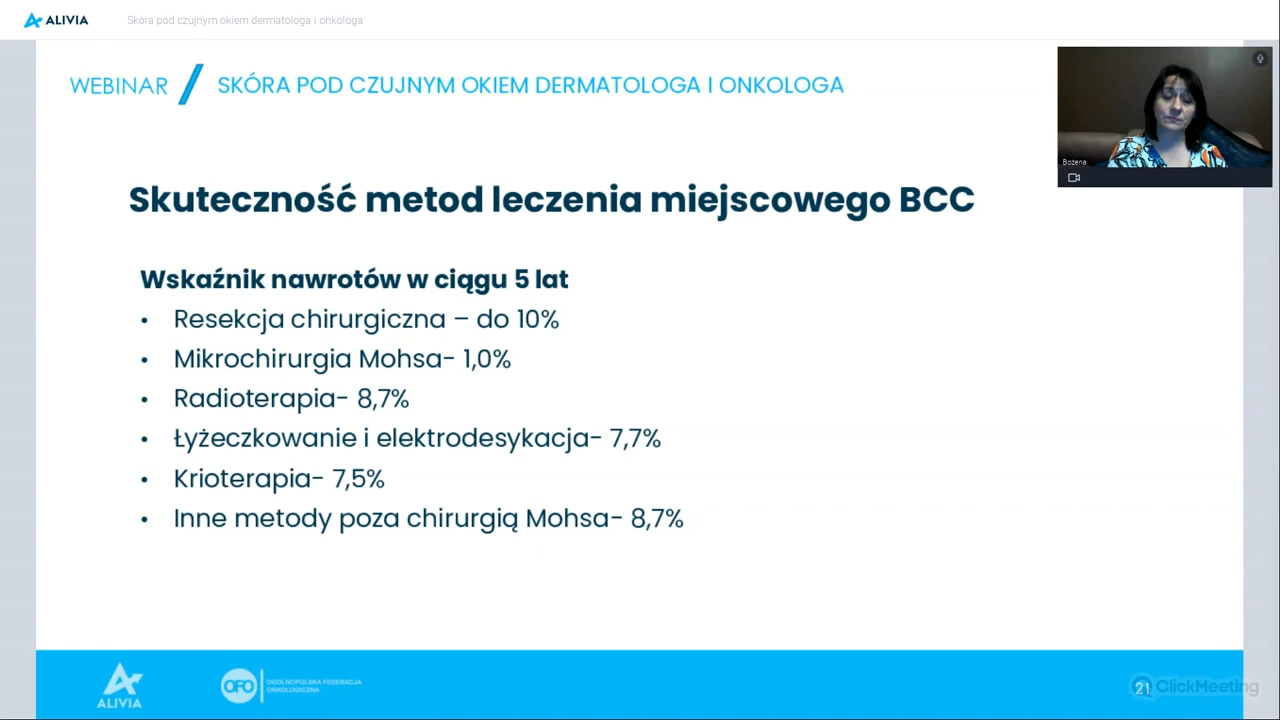 ALIVIA
Skóra pod czujnym okiem dermatologa i onkologa
WEBINAR / SKÓRA POD CZUJNYM OKIEM DERMATOLOGA I ONKOLOGA
Bożena
Skuteczność metod leczenia miejscowego BCC
Wskaźnik nawrotów w ciągu 5 lat
• Resekcja chirurgiczna – do 10%
• Mikrochirurgia Mohsa- 1,0%
• Radioterapia- 8,7%
• Łyżeczkowanie i elektrodesykacja- 7,7%
• Krioterapia- 7,5%
• Inne metody poza chirurgią Mohsa- 8,7%
ALIVIA
OFO
OGÓLNOPOLSKA FEDERACJA
ONKOLOGICZNA
21
ClickMeeting